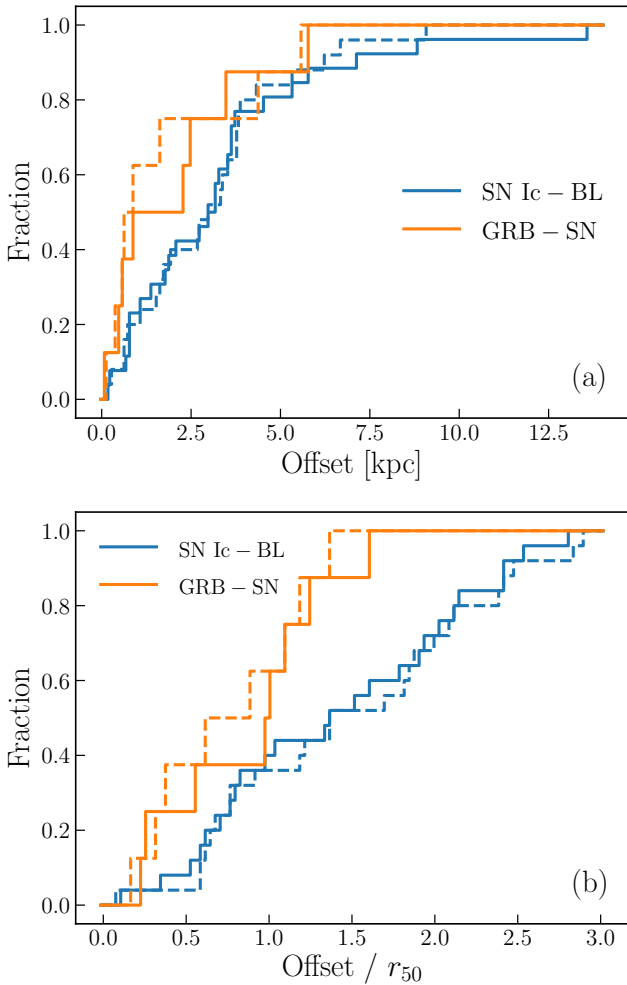 1.0
0.8
0.6
0.4
0.2
0.0
Fraction
SN Ic – BL
GRB – SN
(a)
0.0 2.5 5.0 7.5 10.0 12.5
Offset [kpc]
1.0
0.8
0.6
0.4
0.2
0.0
Fraction
SN Ic – BL
GRB – SN
(b)
0.0 0.5 1.0 1.5 2.0 2.5 3.0
Offset / r₅₀